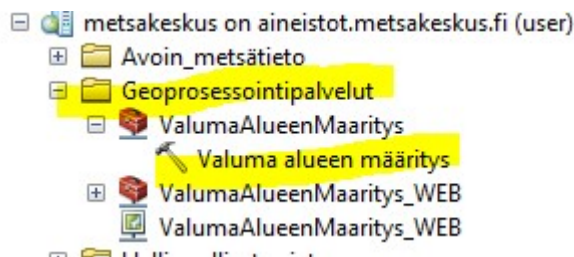 metsakeskus on aineistot.metsakeskus.fi (user)
Avoin_metsätieto
Geoprosessointipalvelut
ValumaAlueenMaaritys
Valuma alueen määritys
ValumaAlueenMaaritys_WEB
ValumaAlueenMaaritys_WEB